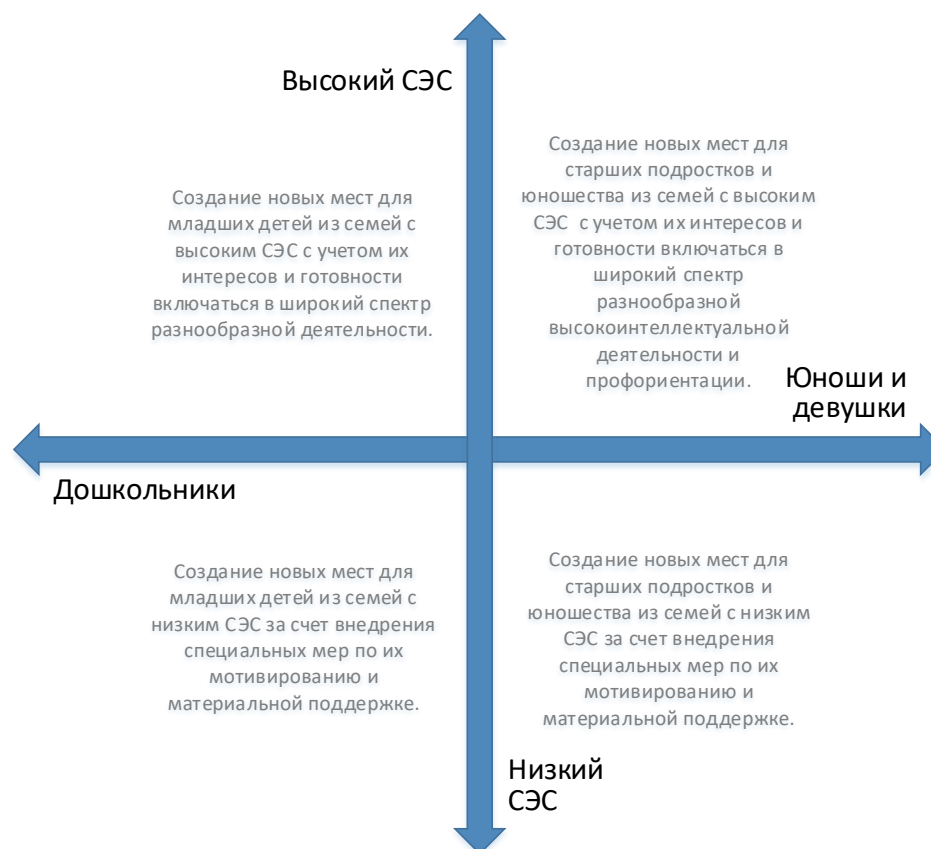 Высокий СЭС
Создание новых мест для
младших детей из семей с
высоким СЭС с учетом их
интересов и готовности
включаться в широкий спектр
разнообразной деятельности.
Создание новых мест для
старших подростков и
юношества из семей с высоким
СЭС с учетом их интересов и
готовности включаться в
широкий спектр
разнообразной
высокоинтеллектуальной
деятельности и
профориентации.
Юноши и
девушки
Дошкольники
Создание новых мест для
младших детей из семей с
низким СЭС за счет внедрения
специальных мер по их
мотивированию и
материальной поддержке.
Создание новых мест для
старших подростков и
юношества из семей с низким
СЭС за счет внедрения
специальных мер по их
мотивированию и
материальной поддержке.
Низкий
СЭС